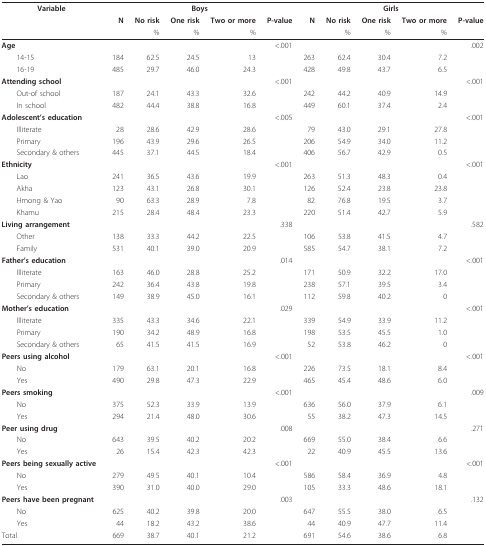 Variable Boys Girls
N No risk One risk Two or more P-value N No risk One risk Two or more P-value
% % % % % %
Age <.001 .002
14-15 184 62.5 24.5 13 263 62.4 30.4 7.2
16-19 485 29.7 46.0 24.3 428 49.8 43.7 6.5
Attending school <.001 <.001
Out-of school 187 24.1 43.3 32.6 242 44.2 40.9 14.9
In school 482 44.4 38.8 16.8 449 60.1 37.4 2.4
Adolescent's education <.005 <.001
Illiterate 28 28.6 42.9 28.6 79 43.0 29.1 27.8
Primary 196 43.9 29.6 26.5 206 54.9 34.0 11.2
Secondary & others 445 37.1 44.5 18.4 406 56.7 42.9 0.5
Ethnicity <.001 <.001
Lao 241 36.5 43.6 19.9 263 51.3 48.3 0.4
Akha 123 43.1 26.8 30.1 126 52.4 23.8 23.8
Hmong & Yao 90 63.3 28.9 7.8 82 76.8 19.5 3.7
Khamu 215 28.4 48.4 23.3 220 51.4 42.7 5.9
Living arrangement .338 .582
Other 138 33.3 44.2 22.5 106 53.8 41.5 4.7
Family 531 40.1 39.0 20.9 585 54.7 38.1 7.2
Father's education .014 <.001
Illiterate 163 46.0 28.8 25.2 171 50.9 32.2 17.0
Primary 242 36.4 43.8 19.8 238 57.1 39.5 3.4
Secondary & others 149 38.9 45.0 16.1 112 59.8 40.2 0
Mother's education .029 <.001
Illiterate 335 43.3 34.6 22.1 339 54.9 33.9 11.2
Primary 190 34.2 48.9 16.8 198 53.5 45.5 1.0
Secondary & others 65 41.5 41.5 16.9 52 53.8 46.2 0
Peers using alcohol <.001 <.001
No 179 63.1 20.1 16.8 226 73.5 18.1 8.4
Yes 490 29.8 47.3 22.9 465 45.4 48.6 6.0
Peers smoking <.001 .009
No 375 52.3 33.9 13.9 636 56.0 37.9 6.1
Yes 294 21.4 48.0 30.6 55 38.2 47.3 14.5
Peer using drug .008 .271
No 643 39.5 40.2 20.2 669 55.0 38.4 6.6
Yes 26 15.4 42.3 42.3 22 40.9 45.5 13.6
Peers being sexually active <.001 <.001
No 279 49.5 40.1 10.4 586 58.4 36.9 4.8
Yes 390 31.0 40.0 29.0 105 33.3 48.6 18.1
Peers have been pregnant .003 .132
No 625 40.2 39.8 20.0 647 55.5 38.0 6.5
Yes 44 18.2 43.2 38.6 44 40.9 47.7 11.4
Total 669 38.7 40.1 21.2 691 54.6 38.6 6.8